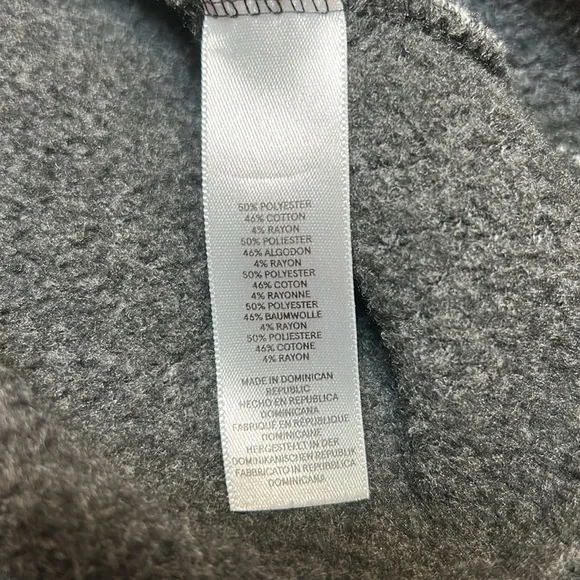 50% POLYESTER
46% COTTON
4% RAYON
50% POLIESTER
46% ALGODON
4% RAYON
50% POLYESTER
46% COTON
4% RAYONNE
50% POLYESTER
46% BAUMWOLLE
4% RAYON
50% POLIESTERE
46% COTONE
4% RAYON
MADE IN DOMINICAN
REPUBLIC
HECHO EN REPUBLICA
DOMINICANA
FABRIQUÉ EN RÉPUBLIQUE
DOMINICAINE
HERGESTELLT IN DER
DOMINIKANISCHEN REPUBLIK
FABBRICATO IN REPUBBLICA
DOMINICANA